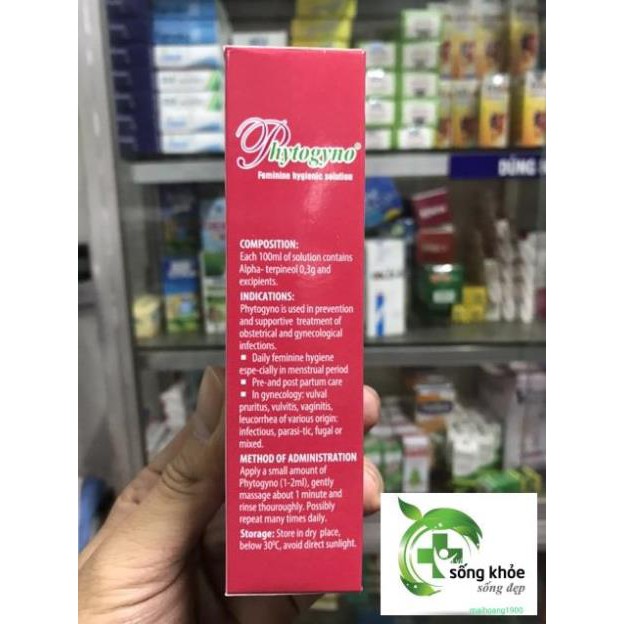 Phytogyno®
Feminine hygienic solution
COMPOSITION:
Each 100ml of solution contains
Alpha- terpineol 0,3g and
excipients.
INDICATIONS:
Phytogyno is used in prevention
and supportive treatment of
obstetrical and gynecological
infections.
▪ Daily feminine hygiene
espe-cially in menstrual period
▪ Pre-and post partum care
▪ In gynecology: vulval
pruritus, vulvitis, vaginitis,
leucorrhea of various origin:
infectious, parasi-tic, fugal or
mixed.
METHOD OF ADMINISTRATION
Apply a small amount of
Phytogyno (1-2ml), gently
massage about 1 minute and
rinse thouroughly. Possibly
repeat many times daily.
Storage: Store in dry place,
below 30ºC, avoid direct sunlight.
DÙNG
sống khỏe
sống đẹp
maihoang1900